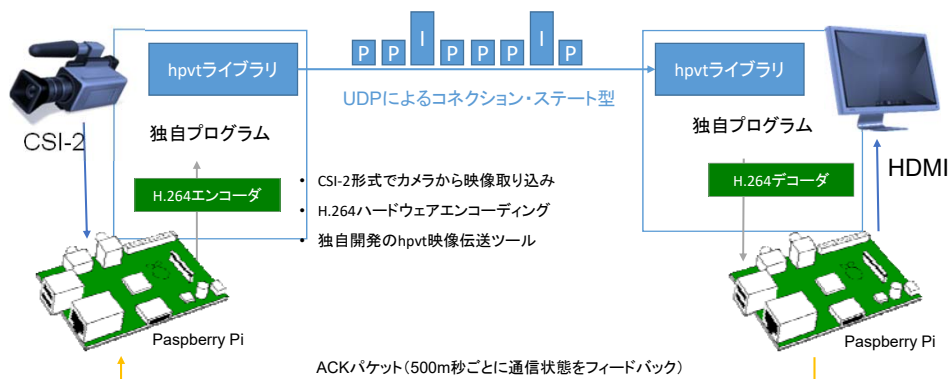 P P I P P P I P
hpvtライブラリ
hpvtライブラリ
UDPによるコネクション・ステート型
CSI-2
独自プログラム
独自プログラム
HDMI
H.264エンコーダ
H.264デコーダ
• CSI-2形式でカメラから映像取り込み
• H.264ハードウェアエンコーディング
• 独自開発のhpvt映像伝送ツール
Paspberry Pi
Paspberry Pi
ACKパケット（500m秒ごとに通信状態をフィードバック）